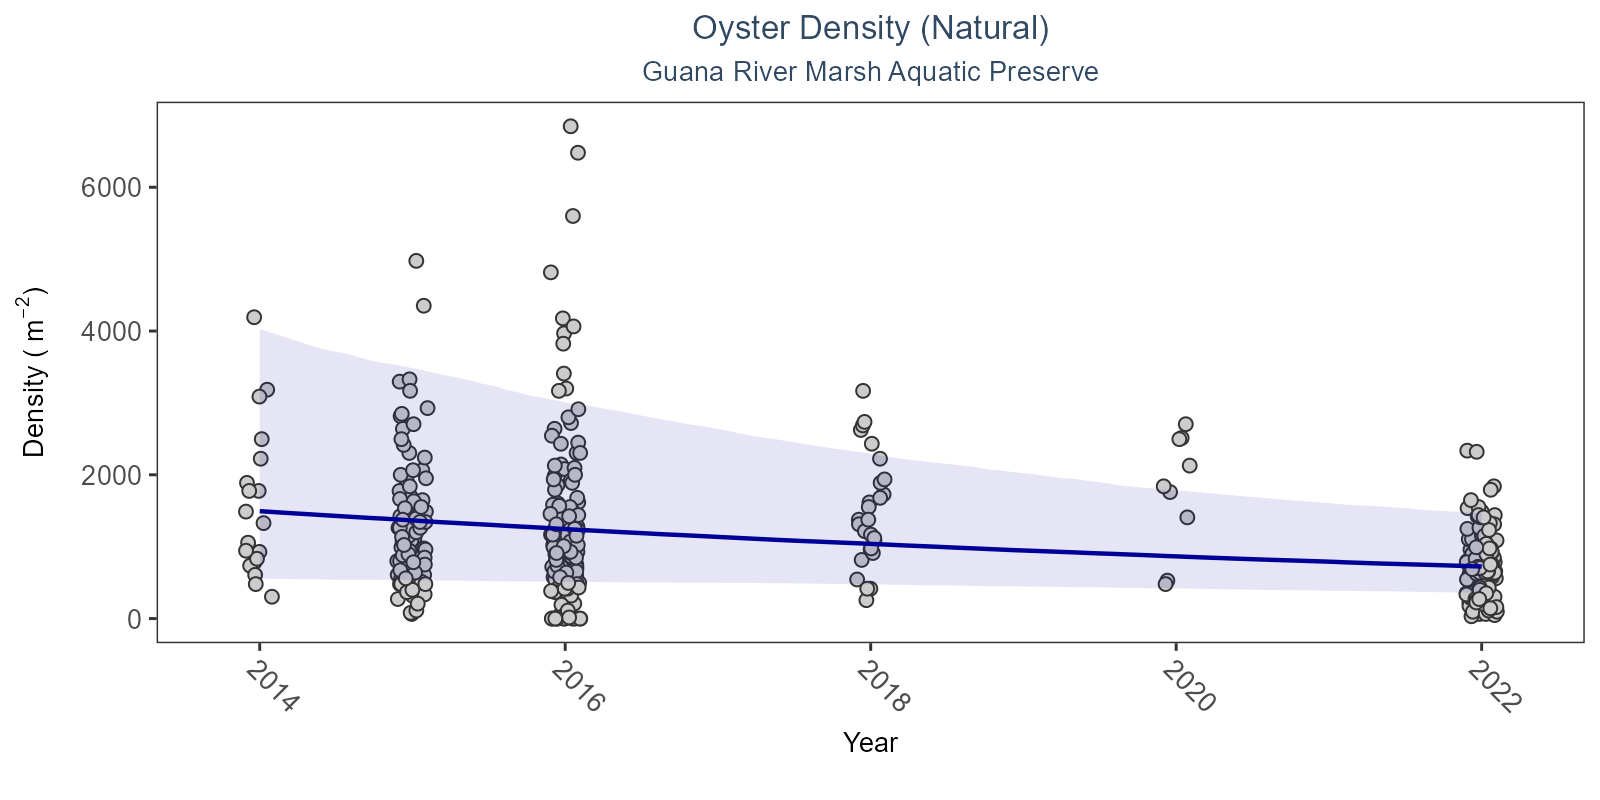 Oyster Density (Natural)
Guana River Marsh Aquatic Preserve
Density ( m⁻²)
6000
4000
2000
0
2014
2016
2018
2020
2022
Year